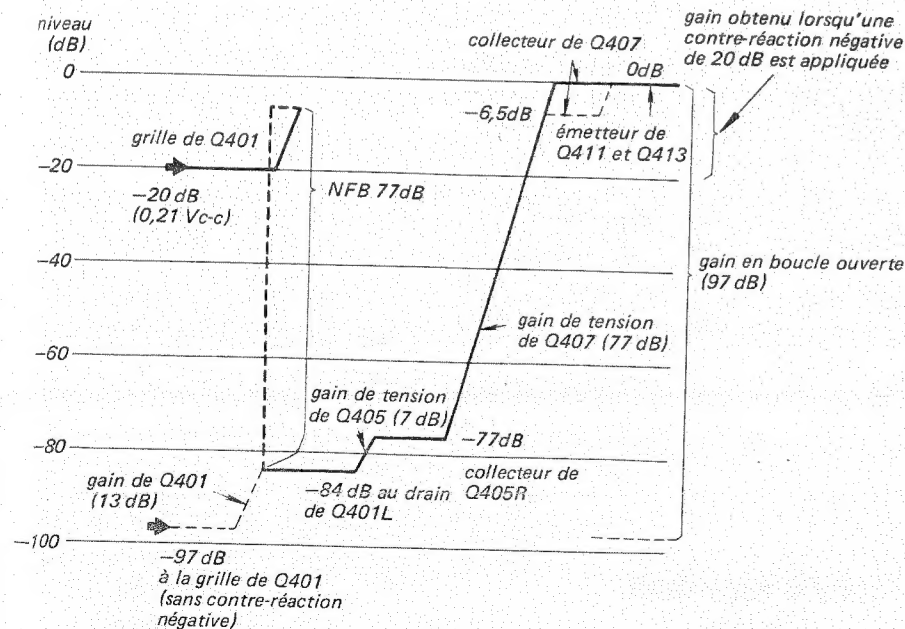 niveau
(dB)
0
-20
-40
-60
-80
-100
grille de Q401
-20 dB
(0,21 Vc-c)
NFB 77dB
collecteur de Q407
0dB
-6,5dB
émetteur de
Q411 et Q413
gain obtenu lorsqu'une
contre-réaction négative
de 20 dB est appliquée
gain en boucle ouverte
(97 dB)
gain de tension
de Q407 (77 dB)
gain de tension
de Q405 (7 dB)
-77dB
collecteur de
Q405R
-84 dB au drain
de Q401L
gain de Q401
(13 dB)
-97 dB
à la grille de Q401
(sans contre-réaction
négative)